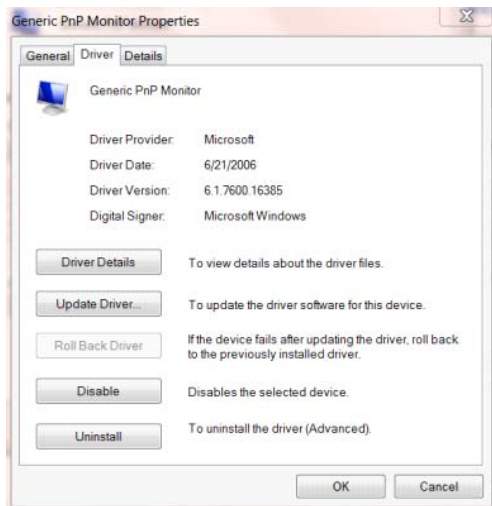 Generic PnP Monitor Properties
General Driver Details
Generic PnP Monitor
Driver Provider: Microsoft
Driver Date: 6/21/2006
Driver Version: 6.1.7600.16385
Digital Signer: Microsoft Windows
Driver Details To view details about the driver files.
Update Driver... To update the driver software for this device.
Roll Back Driver If the device fails after updating the driver, roll back
to the previously installed driver.
Disable Disables the selected device.
Uninstall To uninstall the driver (Advanced).
OK Cancel